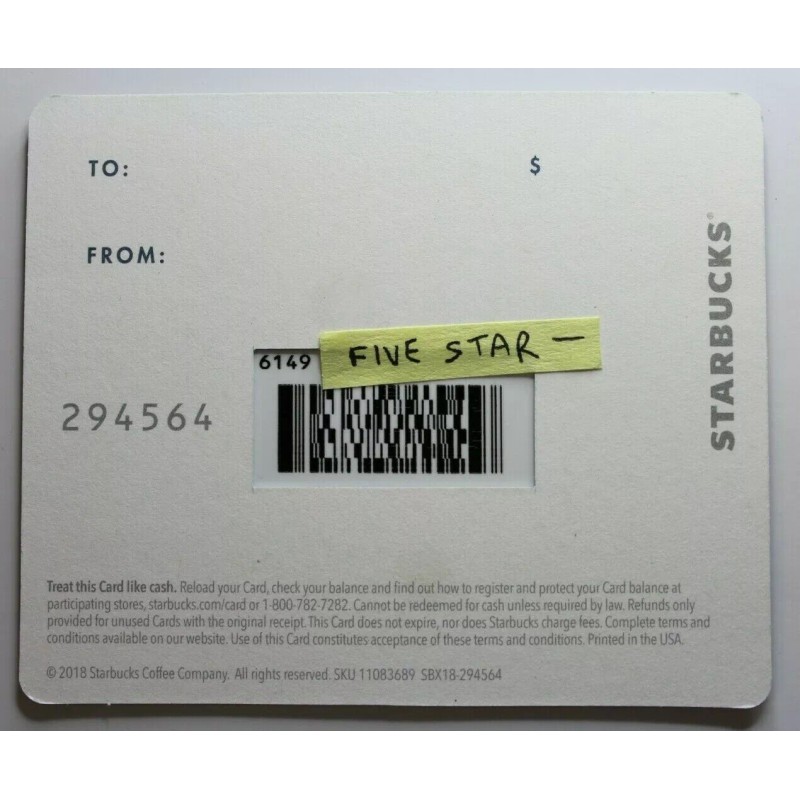 TO:
$
FROM:
STARBUCKS®
6149
FIVE STAR —
294564
Treat this Card like cash. Reload your Card, check your balance and find out how to register and protect your Card balance at
participating stores, starbucks.com/card or 1-800-782-7282. Cannot be redeemed for cash unless required by law. Refunds only
provided for unused Cards with the original receipt. This Card does not expire, nor does Starbucks charge fees. Complete terms and
conditions available on our website. Use of this Card constitutes acceptance of these terms and conditions. Printed in the USA.
© 2018 Starbucks Coffee Company. All rights reserved. SKU 11083689 SBX18-294564